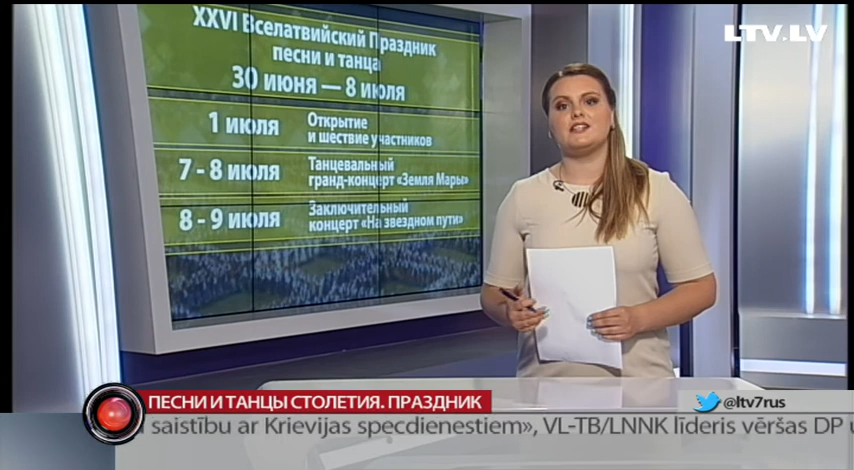 LTV.LV
XXVI Вселатвийский Праздник
песни и танца
30 июня — 8 июля
1 июля
Открытие
и шествие участников
7 - 8 июля
Танцевальный
гранд-концерт «Земля Мары»
8 - 9 июля
Заключительный
концерт «На звездном пути»
ПЕСНИ И ТАНЦЫ СТОЛЕТИЯ. ПРАЗДНИК
@ltv7rus
saistību ar Krievijas specdienestiem», VL-TB/LNNK līderis vēršas DP